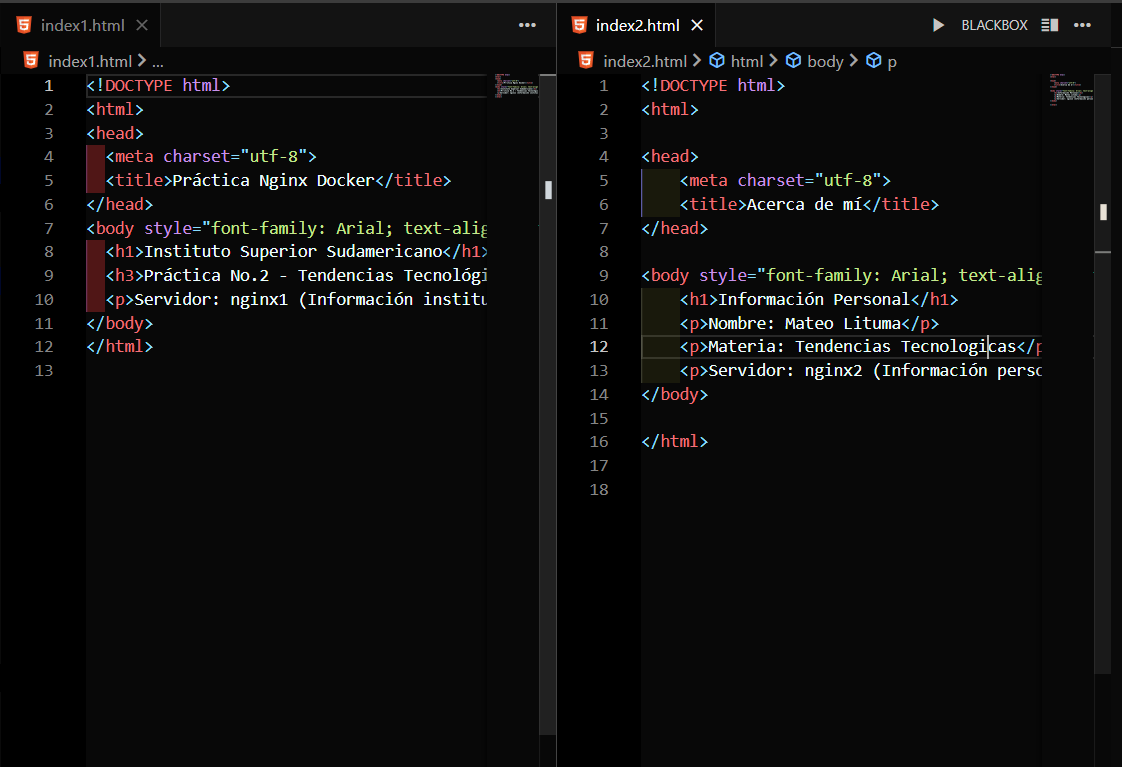 index1.html
index1.html > ...
1 <!DOCTYPE html>
2 <html>
3 <head>
4 <meta charset="utf-8">
5 <title>Práctica Nginx Docker</title>
6 </head>
7 <body style="font-family: Arial; text-alig
8 <h1>Instituto Superior Sudamericano</h1>
9 <h3>Práctica No.2 - Tendencias Tecnológi
10 <p>Servidor: nginx1 (Información institu
11 </body>
12 </html>
13
index2.html BLACKBOX
index2.html > html > body > p
1 <!DOCTYPE html>
2 <html>
3
4 <head>
5 <meta charset="utf-8">
6 <title>Acerca de mí</title>
7 </head>
8
9 <body style="font-family: Arial; text-alig
10 <h1>Información Personal</h1>
11 <p>Nombre: Mateo Lituma</p>
12 <p>Materia: Tendencias Tecnologicas</p
13 <p>Servidor: nginx2 (Información perso
14 </body>
15
16 </html>
17
18